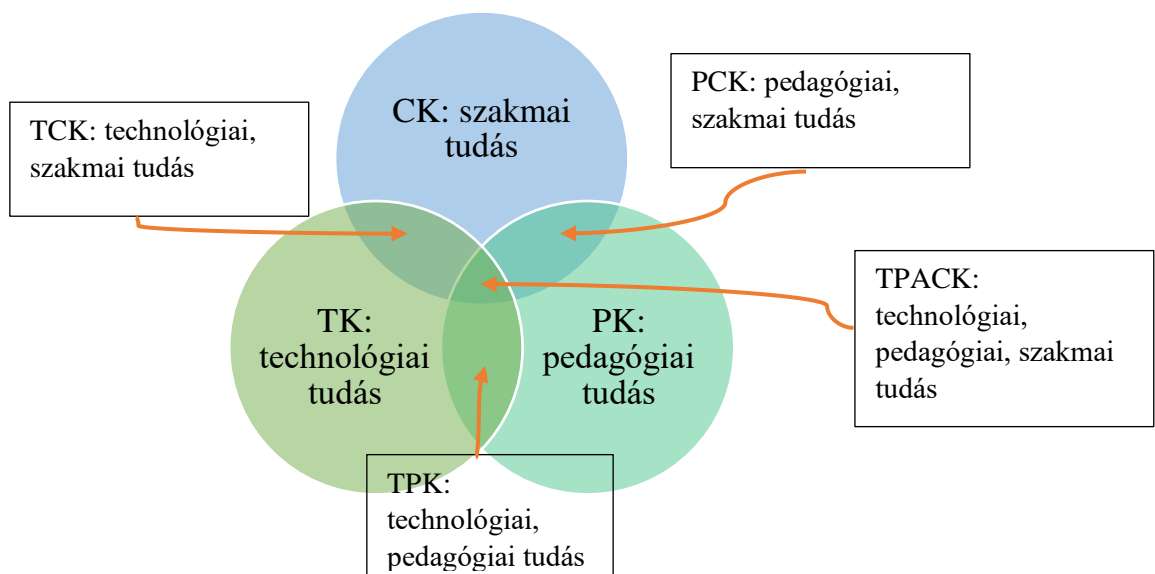 CK: szakmai
tudás
PCK: pedagógiai,
szakmai tudás
TCK: technológiai,
szakmai tudás
TPACK:
technológiai,
pedagógiai, szakmai
tudás
TK:
technológiai
tudás
PK:
pedagógiai
tudás
TPK:
technológiai,
pedagógiai tudás